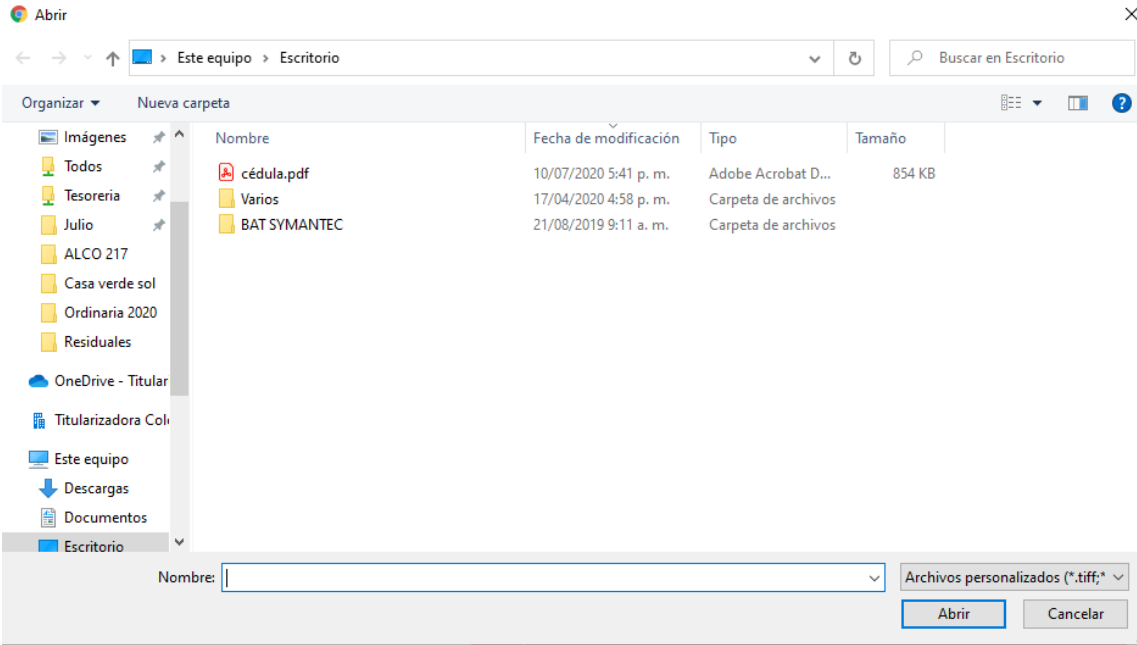 Abrir
Este equipo > Escritorio
Buscar en Escritorio
Organizar
Nueva carpeta
Imágenes
Todos
Tesoreria
Julio
ALCO 217
Casa verde sol
Ordinaria 2020
Residuales
OneDrive - Titular
Titularizadora Colo
Este equipo
Descargas
Documentos
Escritorio
Nombre Fecha de modificación Tipo Tamaño
cédula.pdf 10/07/2020 5:41 p. m. Adobe Acrobat D... 854 KB
Varios 17/04/2020 4:58 p. m. Carpeta de archivos
BAT SYMANTEC 21/08/2019 9:11 a. m. Carpeta de archivos
Nombre:
Archivos personalizados (*.tiff;*
Abrir
Cancelar